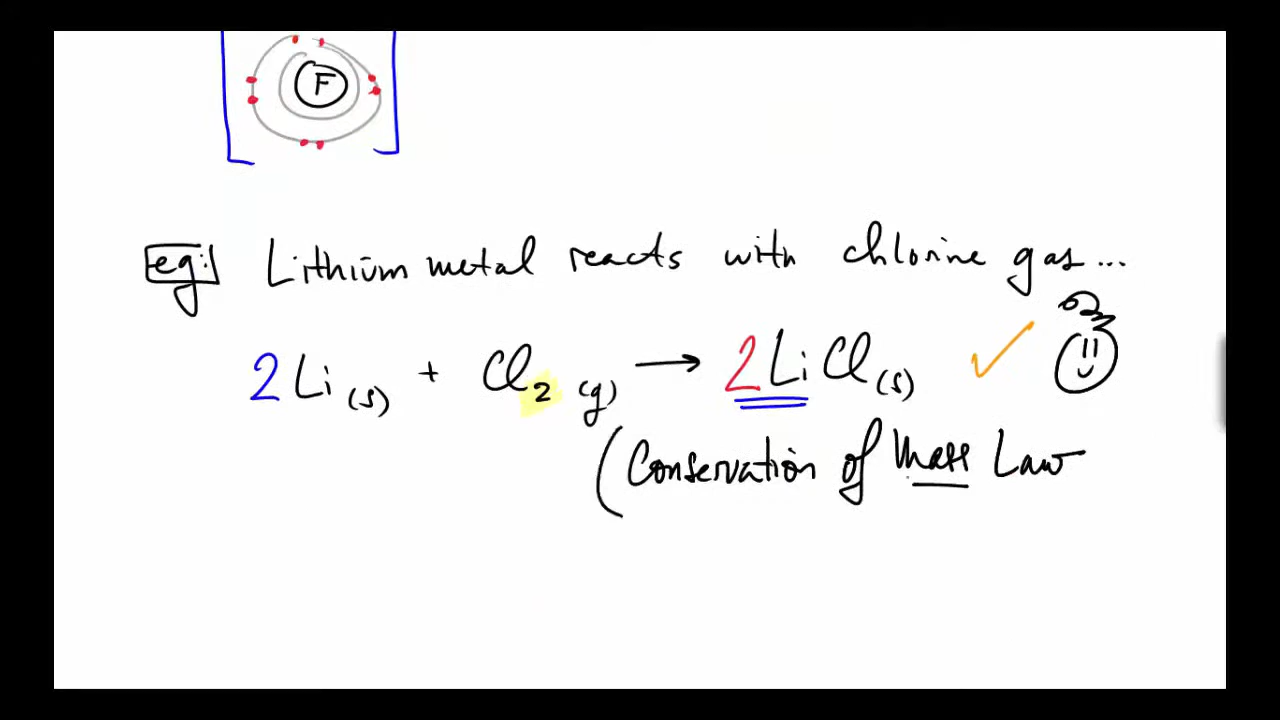 F
eg: Lithium metal reacts with chlorine gas...
2Li(s) + Cl2(g) → 2LiCl(s) ✓
(Conservation of Mass Law